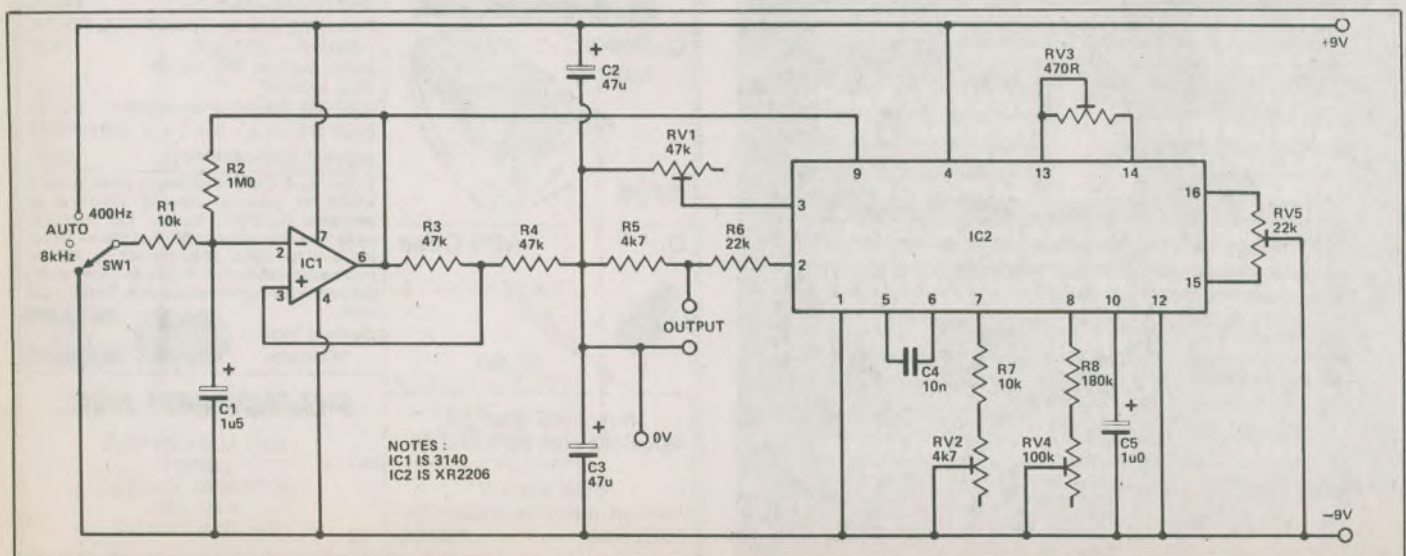 +9V
C2
47u
RV3
470R
RV1
47k
R2
1M0
400Hz
AUTO
8kHz
SW1
R1
10k
2
3
7
4
6
IC1
R3
47k
R4
47k
R5
4k7
R6
22k
9
4
13
14
3
2
16
15
IC2
RV5
22k
1
5
6
7
8
10
12
OUTPUT
C4
10n
R7
10k
R8
180k
C1
1u5
NOTES :
IC1 IS 3140
IC2 IS XR2206
C3
47u
0V
RV2
4k7
RV4
100k
C5
1u0
–9V